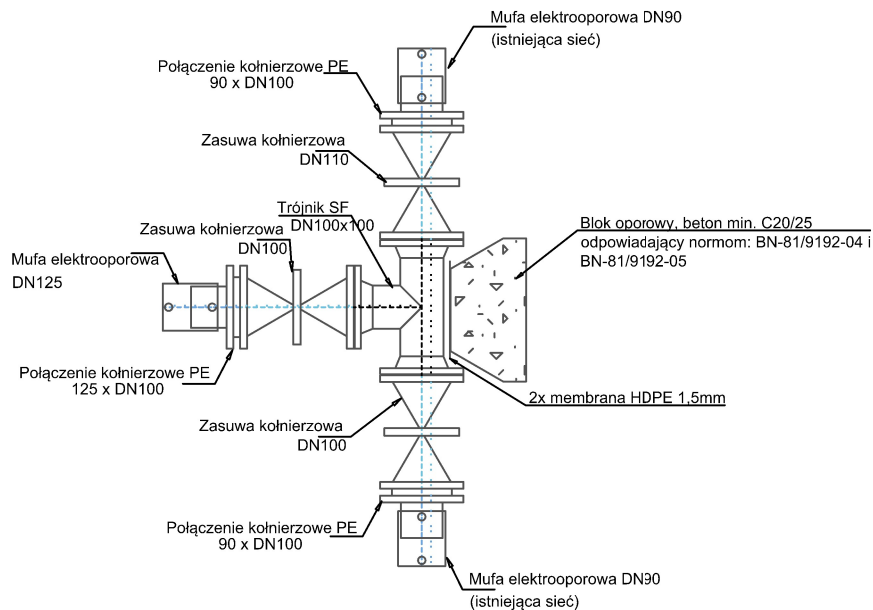 Mufa elektrooporowa DN90
(istniejąca sieć)
Połączenie kołnierzowe PE
90 x DN100
Zasuwa kołnierzowa
DN110
Trójnik SF
DN100x100
Zasuwa kołnierzowa
DN100
Blok oporowy, beton min. C20/25
odpowiadający normom: BN-81/9192-04 i
BN-81/9192-05
Mufa elektrooporowa
DN125
Połączenie kołnierzowe PE
125 x DN100
2x membrana HDPE 1,5mm
Zasuwa kołnierzowa
DN100
Połączenie kołnierzowe PE
90 x DN100
Mufa elektrooporowa DN90
(istniejąca sieć)